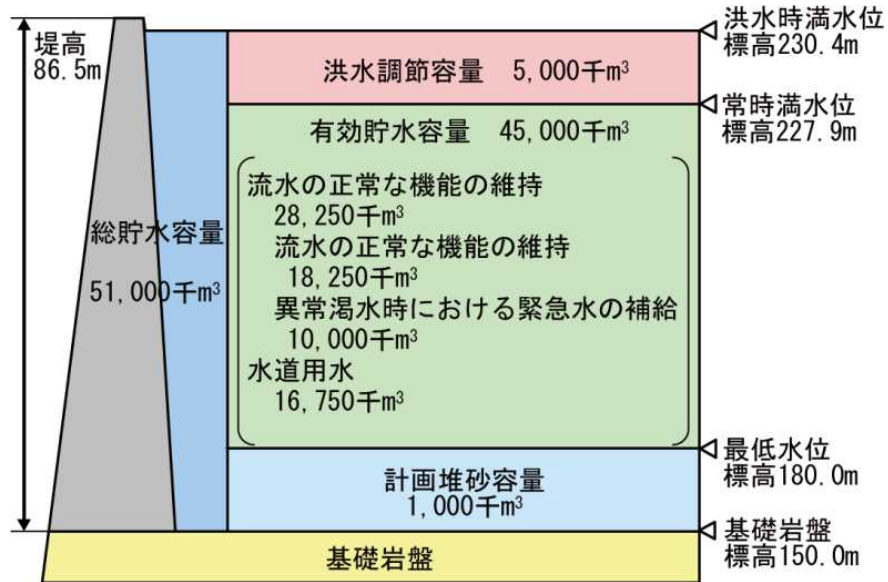 堤高
86.5m
洪水時満水位
標高230.4m
洪水調節容量 5,000千m³
常時満水位
標高227.9m
有効貯水容量 45,000千m³
流水の正常な機能の維持
28,250千m³
流水の正常な機能の維持
18,250千m³
異常渇水時における緊急水の補給
10,000千m³
水道用水
16,750千m³
総貯水容量
51,000千m³
最低水位
標高180.0m
計画堆砂容量
1,000千m³
基礎岩盤
標高150.0m
基礎岩盤